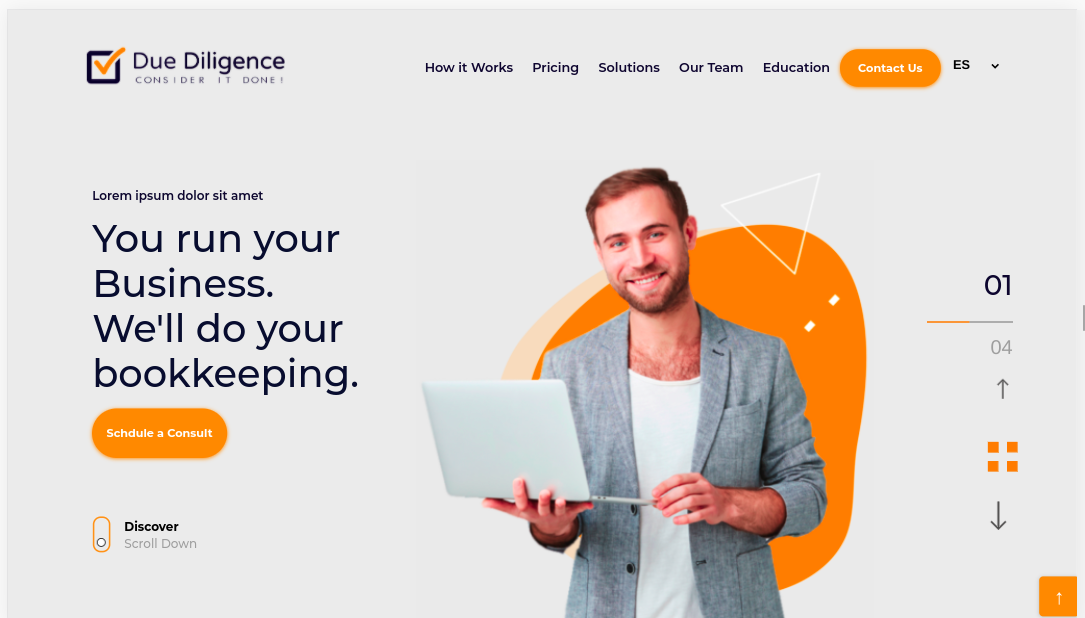 Due Diligence
CONSIDER IT DONE!
How it Works
Pricing
Solutions
Our Team
Education
Contact Us
ES
Lorem ipsum dolor sit amet
You run your
Business.
We'll do your
bookkeeping.
Schdule a Consult
Discover
Scroll Down
01
04